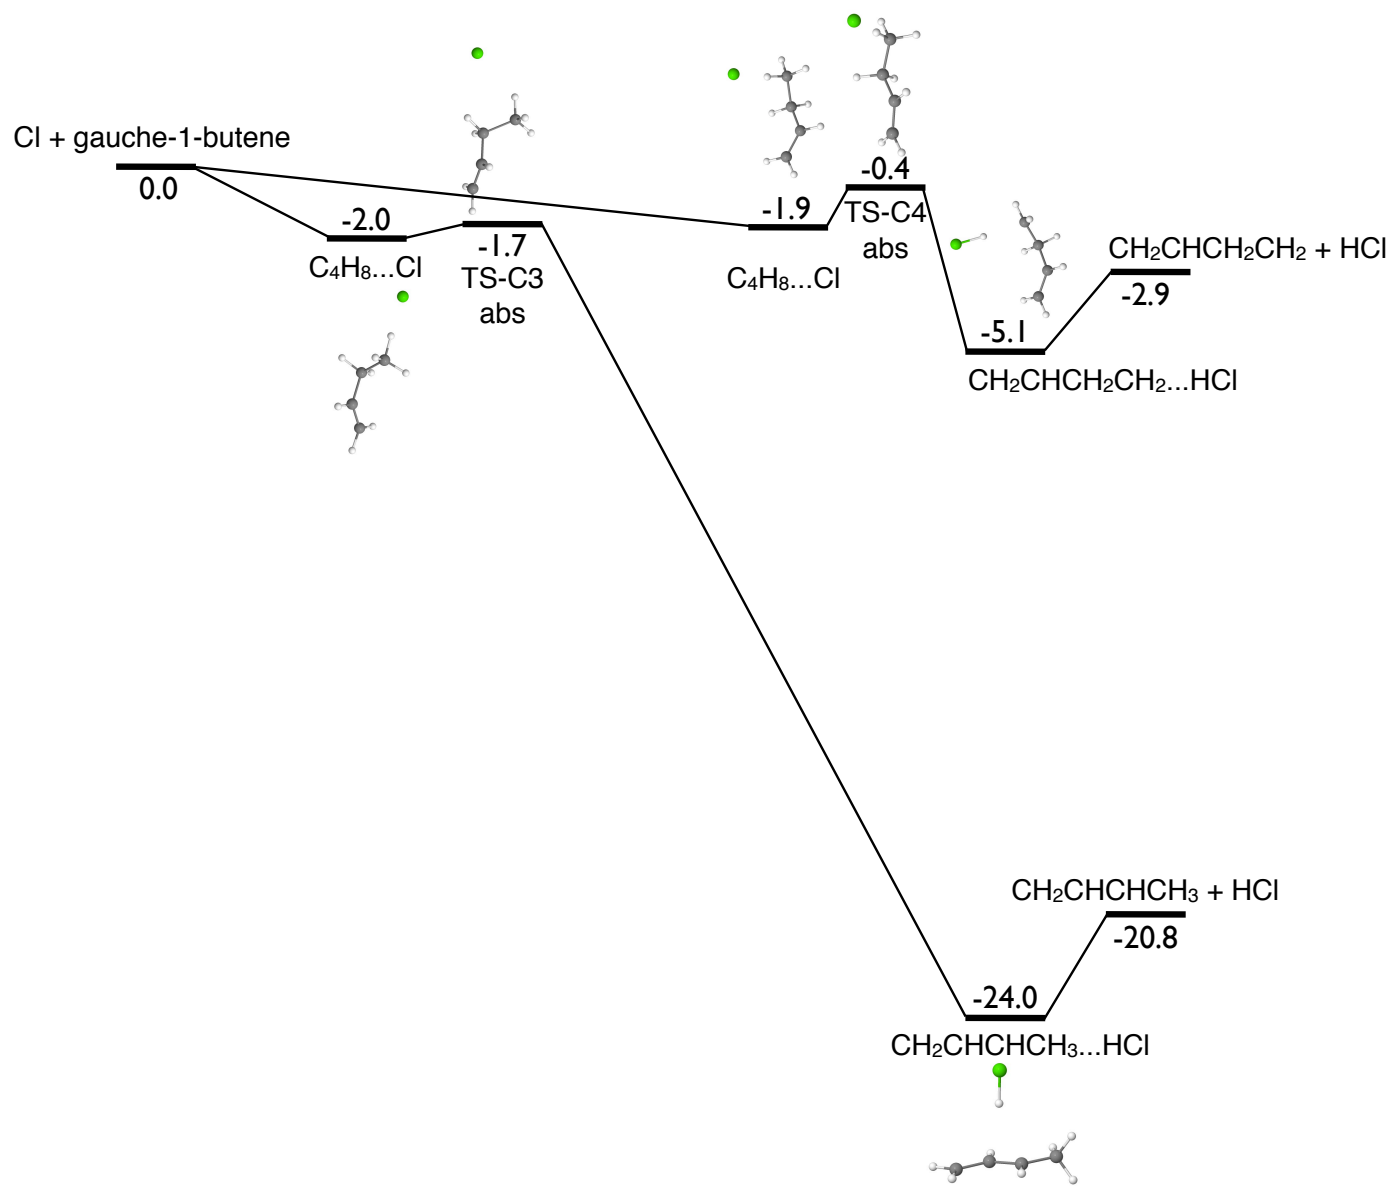 Cl + gauche-1-butene
0.0
-2.0
C₄H₈...Cl
-1.7
TS-C3
abs
-1.9
C₄H₈...Cl
-0.4
TS-C4
abs
CH₂CHCH₂CH₂ + HCl
-2.9
-5.1
CH₂CHCH₂CH₂...HCl
CH₂CHCHCH₃ + HCl
-20.8
-24.0
CH₂CHCHCH₃...HCl